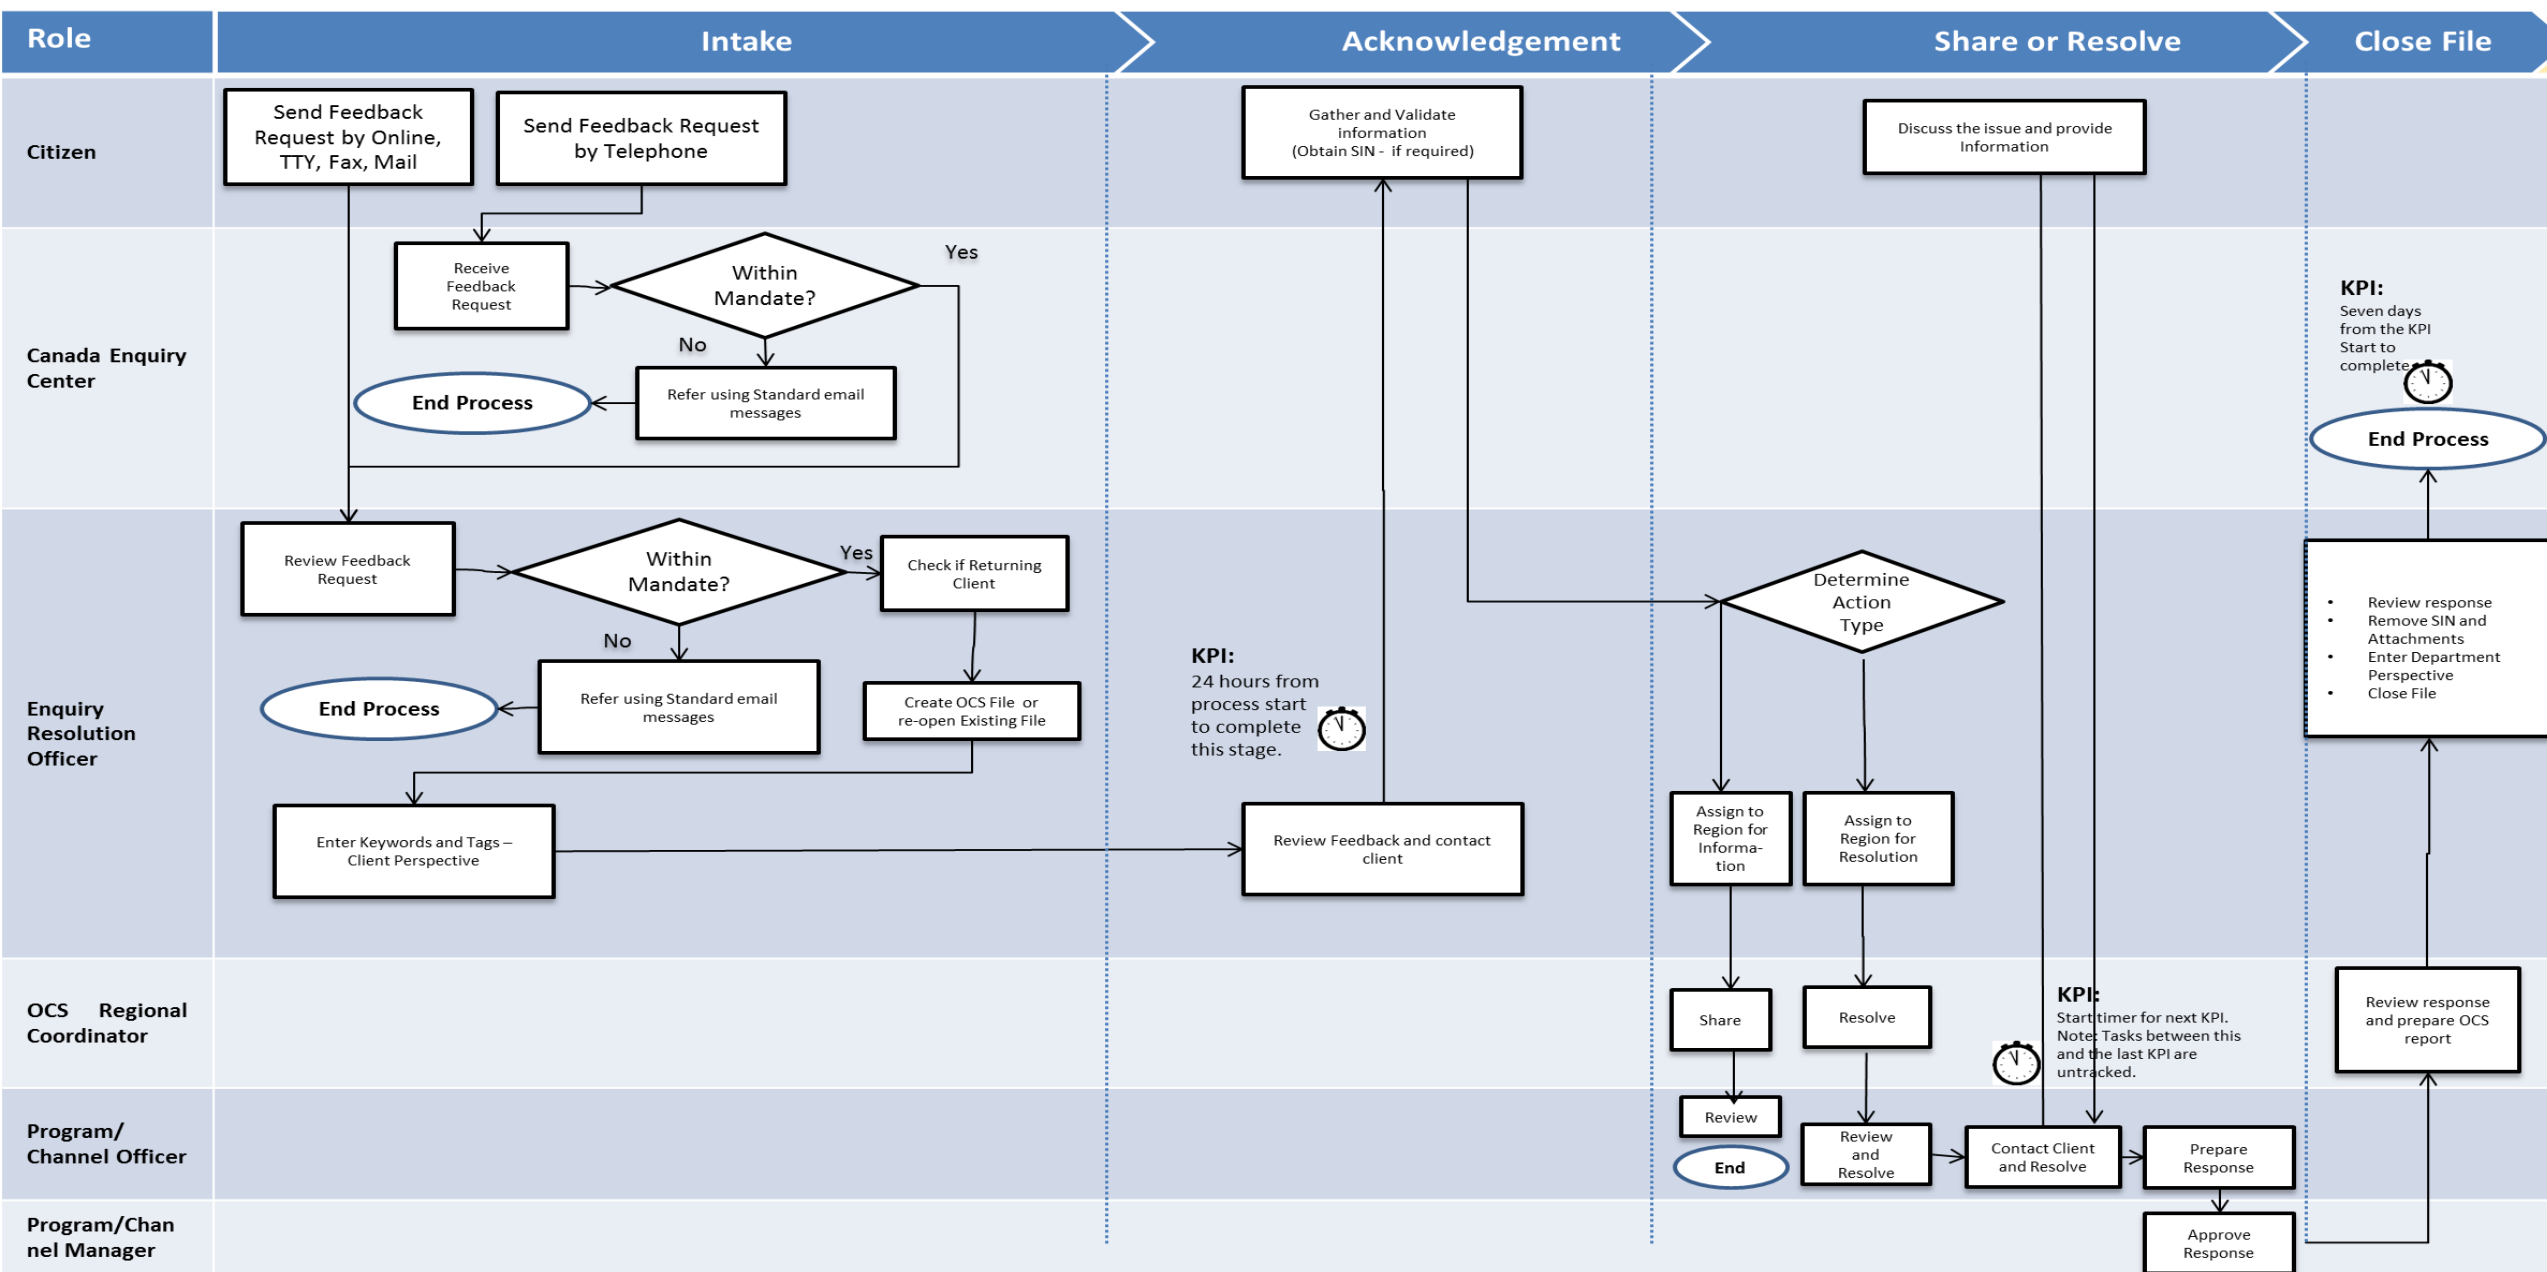 Role
Intake
Acknowledgement
Share or Resolve
Close File
Citizen
Send Feedback
Request by Online,
TTY, Fax, Mail
Send Feedback Request
by Telephone
Gather and Validate
information
(Obtain SIN - if required)
Discuss the issue and provide
Information
Canada Enquiry
Center
Receive
Feedback
Request
Within
Mandate?
Yes
No
Refer using Standard email
messages
End Process
KPI:
Seven days
from the KPI
Start to
complete
End Process
Enquiry
Resolution
Officer
Review Feedback
Request
Within
Mandate?
Yes
Check if Returning
Client
No
Refer using Standard email
messages
End Process
Create OCS File or
re-open Existing File
Enter Keywords and Tags –
Client Perspective
KPI:
24 hours from
process start
to complete
this stage.
Review Feedback and contact
client
Determine
Action
Type
Assign to
Region for
Informa-
tion
Assign to
Region for
Resolution
• Review response
• Remove SIN and
Attachments
• Enter Department
Perspective
• Close File
OCS Regional
Coordinator
Share
Resolve
KPI:
Start timer for next KPI.
Note: Tasks between this
and the last KPI are
untracked.
Review response
and prepare OCS
report
Program/
Channel Officer
Review
End
Review
and
Resolve
Contact Client
and Resolve
Prepare
Response
Program/Chan
nel Manager
Approve
Response